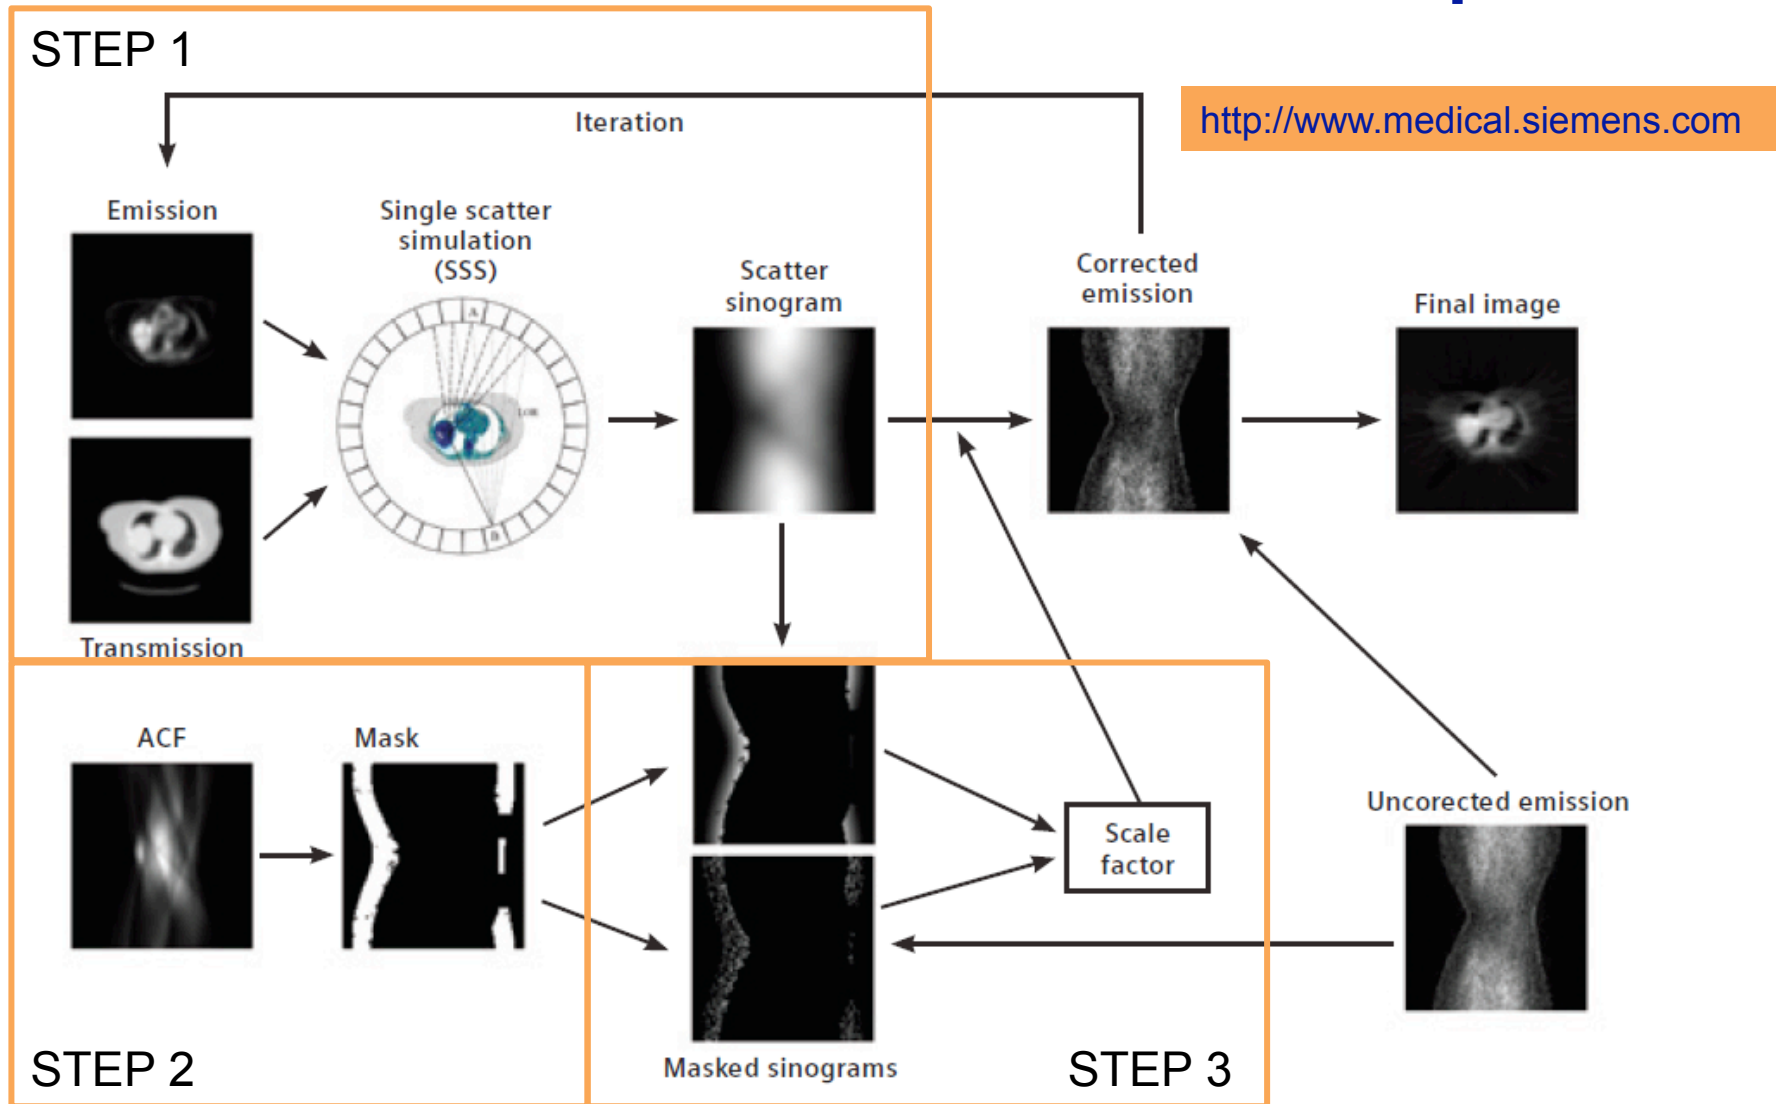 STEP 1
Iteration
http://www.medical.siemens.com
Emission
Single scatter
simulation
(SSS)
Scatter
sinogram
Corrected
emission
Final image
A
LOR
B
Transmission
ACF
Mask
Scale
factor
Uncorected emission
Masked sinograms
STEP 2
STEP 3